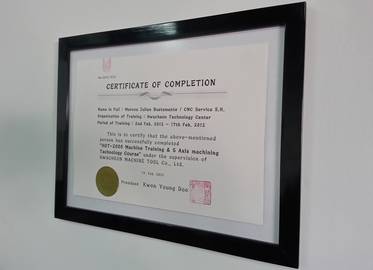 CERTIFICATE OF COMPLETION
Name in Full / Marcos Julian Bustamante / CNC Service S.H.
Organization of Training / Hwacheon Technology Center
Period of Training / 2nd Feb. 2012 ~ 17th Feb. 2012
This is to certify that the above-mentioned
person has successfully completed
Machine Training & 5 Axis machining
Technology Course" under the supervision of
HWACHEON MACHINE TOOL Co., Ltd.
President Kwon Young Doo